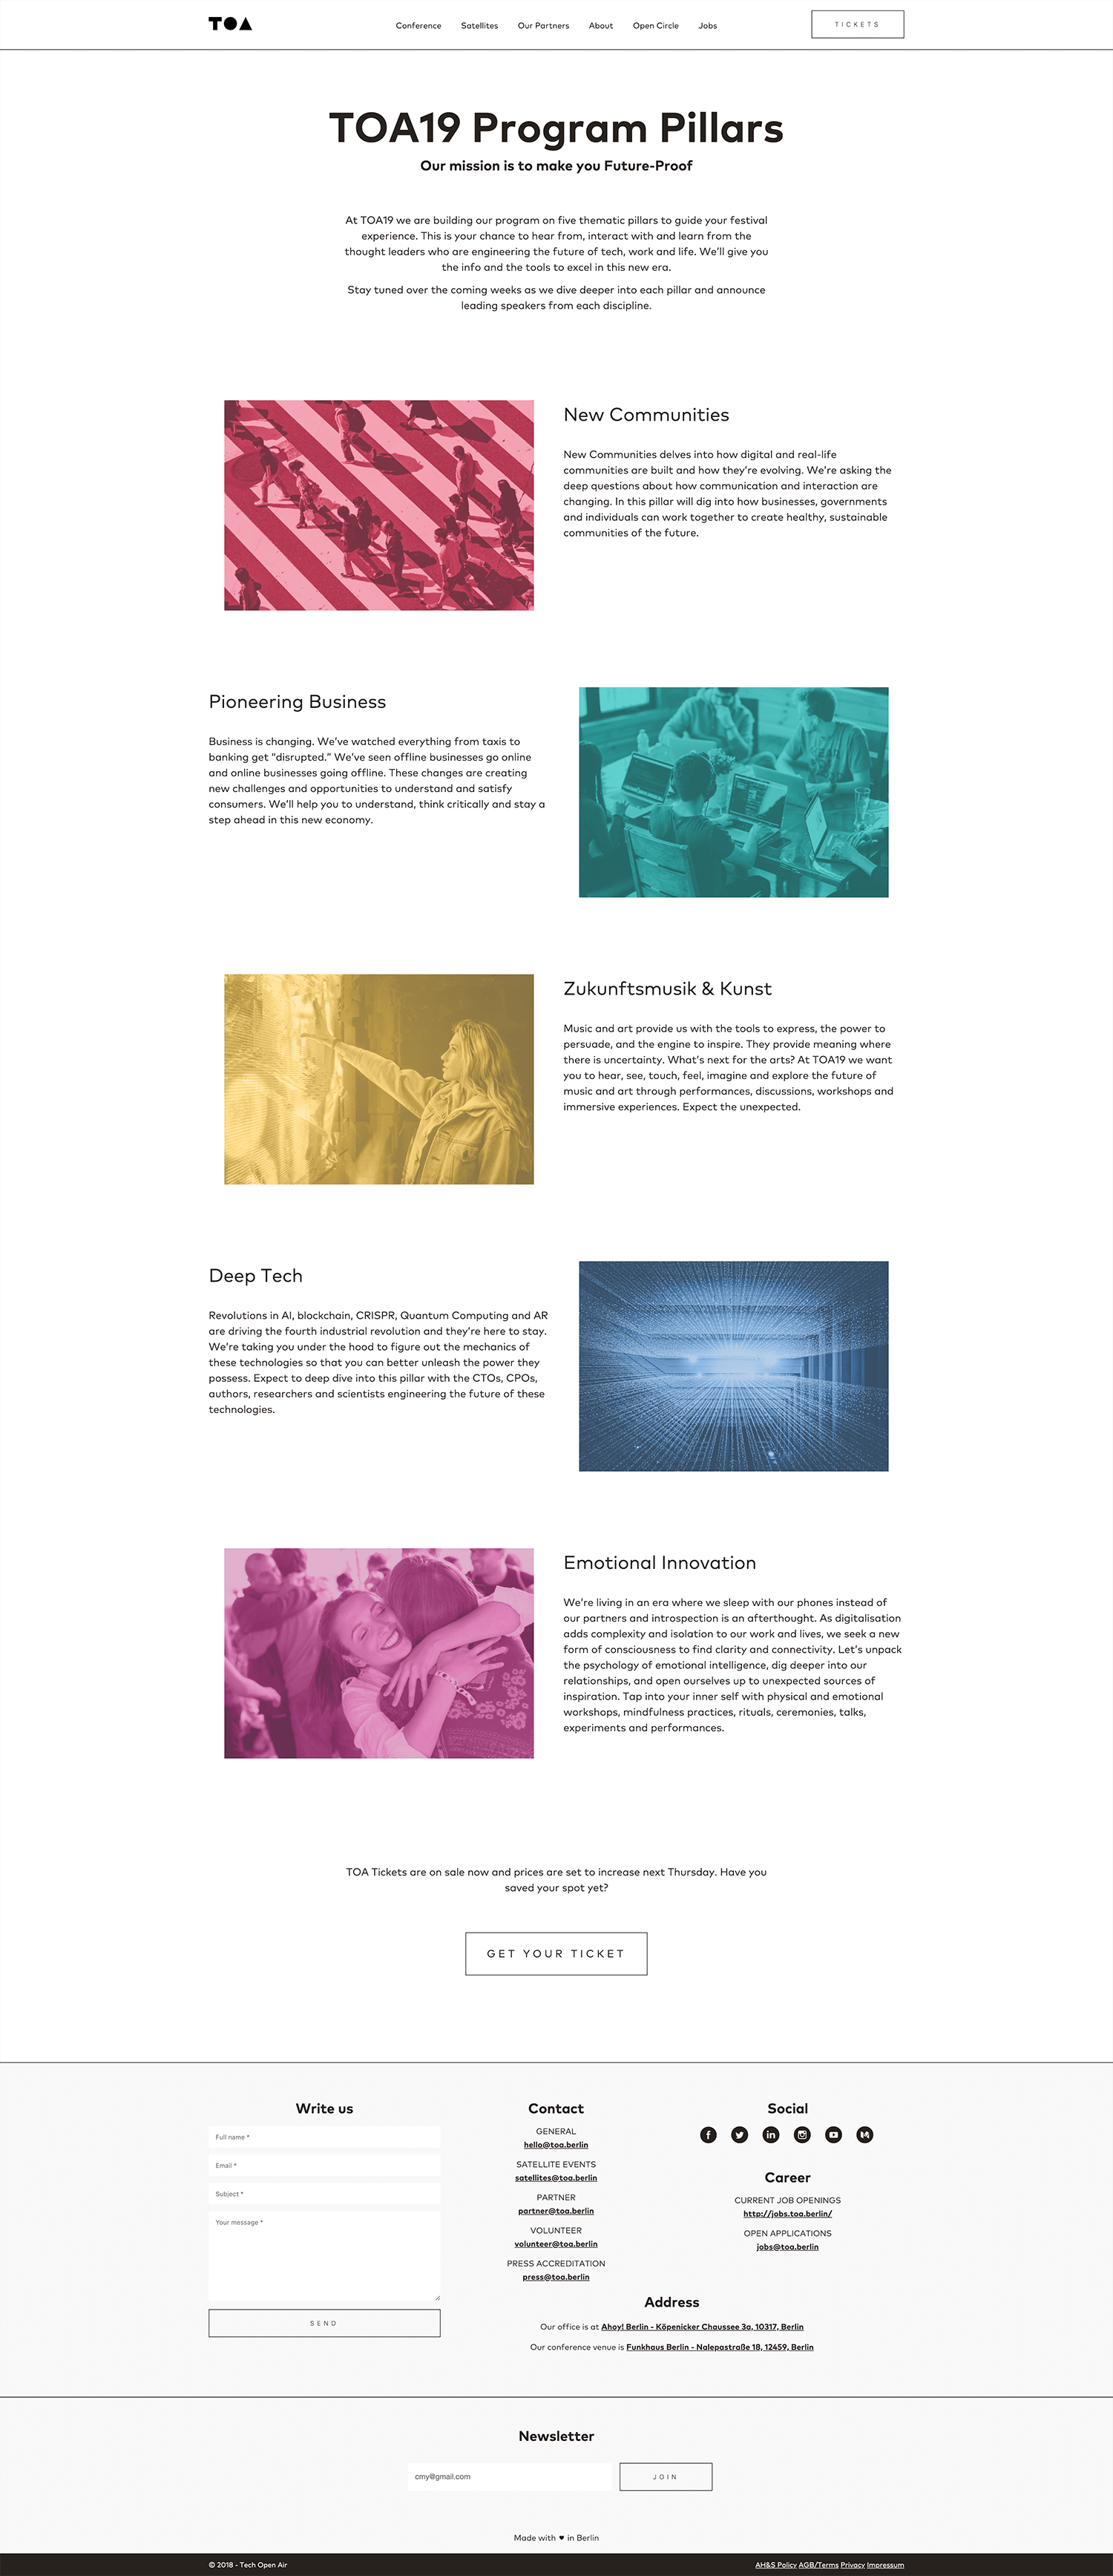 TOA
Conference Satellites Our Partners About Open Circle Jobs
TICKETS
TOA19 Program Pillars
Our mission is to make you Future-Proof
At TOA19 we are building our program on five thematic pillars to guide your festival
experience. This is your chance to hear from, interact with and learn from the
thought leaders who are engineering the future of tech, work and life. We'll give you
the info and the tools to excel in this new era.
Stay tuned over the coming weeks as we dive deeper into each pillar and announce
leading speakers from each discipline.
New Communities
New Communities delves into how digital and real-life
communities are built and how they're evolving. We're asking the
deep questions about how communication and interaction are
changing. In this pillar will dig into how businesses, governments
and individuals can work together to create healthy, sustainable
communities of the future.
Pioneering Business
Business is changing. We've watched everything from taxis to
banking get "disrupted." We've seen offline businesses go online
and online businesses going offline. These changes are creating
new challenges and opportunities to understand and satisfy
consumers. We'll help you to understand, think critically and stay a
step ahead in this new economy.
Zukunftsmusik & Kunst
Music and art provide us with the tools to express, the power to
persuade, and the engine to inspire. They provide meaning where
there is uncertainty. What's next for the arts? At TOA19 we want
you to hear, see, touch, feel, imagine and explore the future of
music and art through performances, discussions, workshops and
immersive experiences. Expect the unexpected.
Deep Tech
Revolutions in AI, blockchain, CRISPR, Quantum Computing and AR
are driving the fourth industrial revolution and they're here to stay.
We're taking you under the hood to figure out the mechanics of
these technologies so that you can better unleash the power they
possess. Expect to deep dive into this pillar with the CTOs, CPOs,
authors, researchers and scientists engineering the future of these
technologies.
Emotional Innovation
We're living in an era where we sleep with our phones instead of
our partners and introspection is an afterthought. As digitalisation
adds complexity and isolation to our work and lives, we seek a new
form of consciousness to find clarity and connectivity. Let's unpack
the psychology of emotional intelligence, dig deeper into our
relationships, and open ourselves up to unexpected sources of
inspiration. Tap into your inner self with physical and emotional
workshops, mindfulness practices, rituals, ceremonies, talks,
experiments and performances.
TOA Tickets are on sale now and prices are set to increase next Thursday. Have you
saved your spot yet?
GET YOUR TICKET
Write us
Full name *
Email *
Subject *
Your message *
SEND
Contact
GENERAL
hello@toa.berlin
SATELLITE EVENTS
satellites@toa.berlin
PARTNER
partner@toa.berlin
VOLUNTEER
volunteer@toa.berlin
PRESS ACCREDITATION
press@toa.berlin
Social
Career
CURRENT JOB OPENINGS
http://jobs.toa.berlin/
OPEN APPLICATIONS
jobs@toa.berlin
Address
Our office is at Ahoy! Berlin - Köpenicker Chaussee 3a, 10317, Berlin
Our conference venue is Funkhaus Berlin - Nalepastraße 18, 12459, Berlin
Newsletter
cmy@gmail.com
JOIN
Made with ♥ in Berlin
© 2018 - Tech Open Air
AH&S Policy AGB/Terms Privacy Impressum